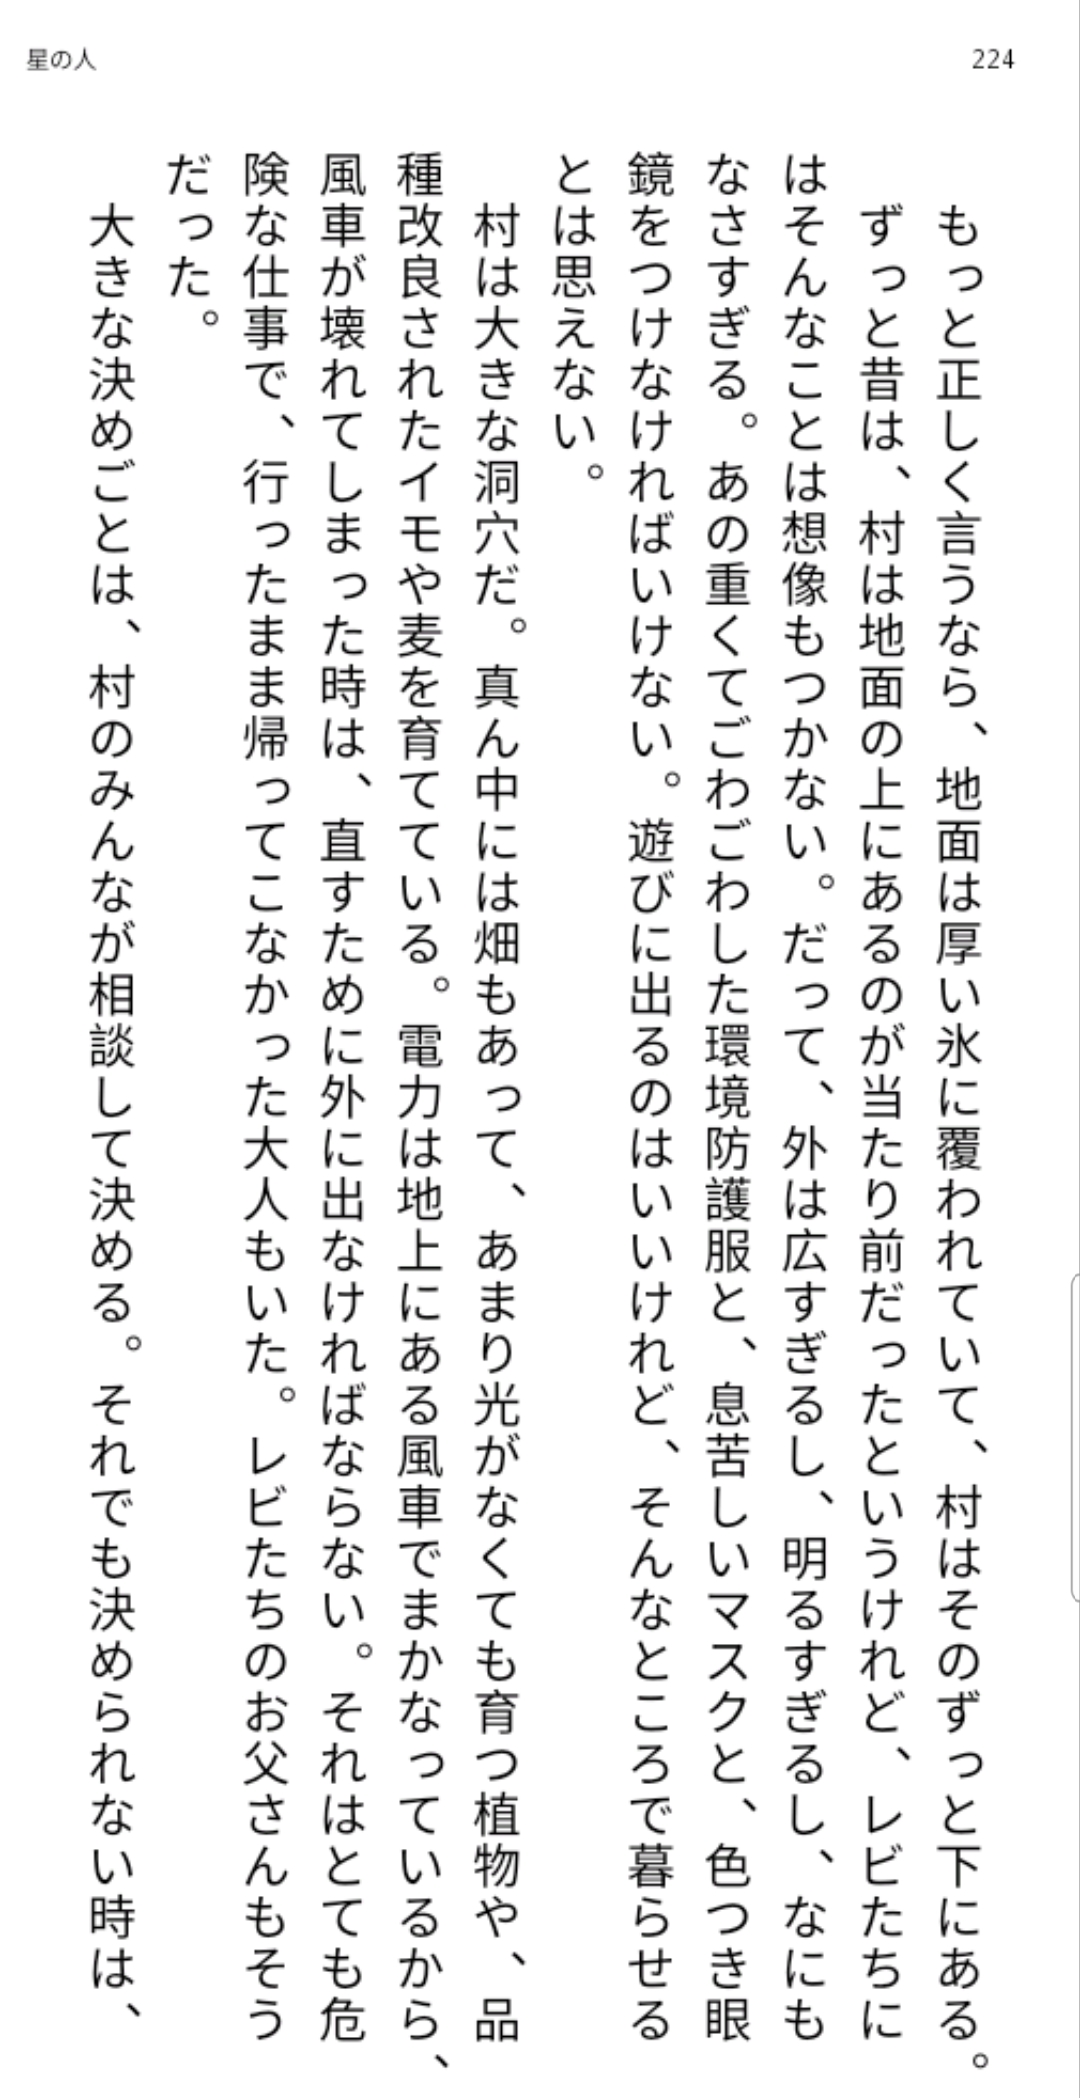 星の人
224
もっと正しく言うなら、地面は厚い氷に覆われていて、村はそのずっと下にある。
ずっと昔は、村は地面の上にあるのが当たり前だったというけれど、レビたちに
はそんなことは想像もつかない。だって、外は広すぎるし、明るすぎるし、なにも
なさすぎる。あの重くてごわごわした環境防護服と、息苦しいマスクと、色つき眼
鏡をつけなければいけない。遊びに出るのはいいけれど、そんなところで暮らせる
とは思えない。
村は大きな洞穴だ。真ん中には畑もあって、あまり光がなくても育つ植物や、品
種改良されたイモや麦を育てている。電力は地上にある風車でまかなっているから、
風車が壊れてしまった時は、直すために外に出なければならない。それはとても危
険な仕事で、行ったまま帰ってこなかった大人もいた。レビたちのお父さんもそう
だった。
大きな決めごとは、村のみんなが相談して決める。それでも決められない時は、